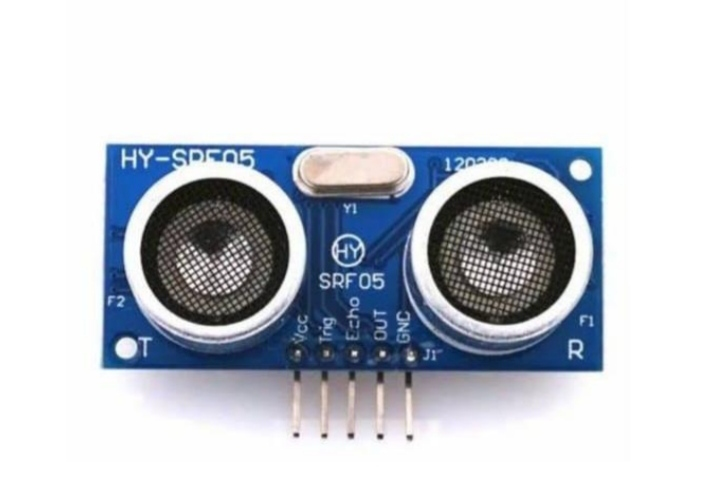 HY-SRF05
Y1
HY
SRF05
F2
F1
Vcc
Trig
Echo
OUT
GND
J1
T
R